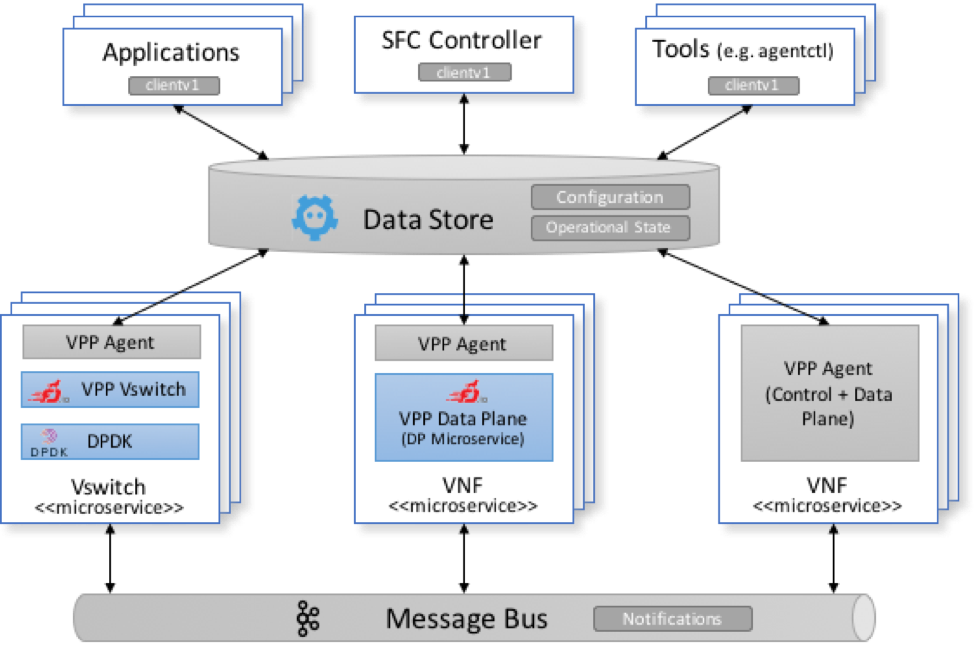 Applications
clientv1
SFC Controller
clientv1
Tools (e.g. agentctl)
clientv1
Data Store
Configuration
Operational State
VPP Agent
VPP Vswitch
DPDK
DPDK
Vswitch
<<microservice>>
VPP Agent
VPP Data Plane
(DP Microservice)
VNF
<<microservice>>
VPP Agent
(Control + Data
Plane)
VNF
<<microservice>>
Message Bus
Notifications